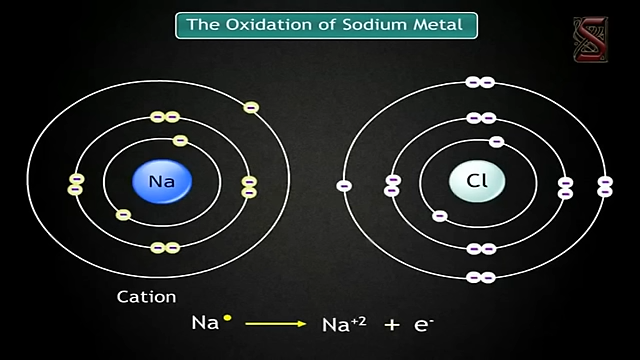 The Oxidation of Sodium Metal
S
Na
Cl
Cation
Na• ⟶ Na⁺² + e⁻